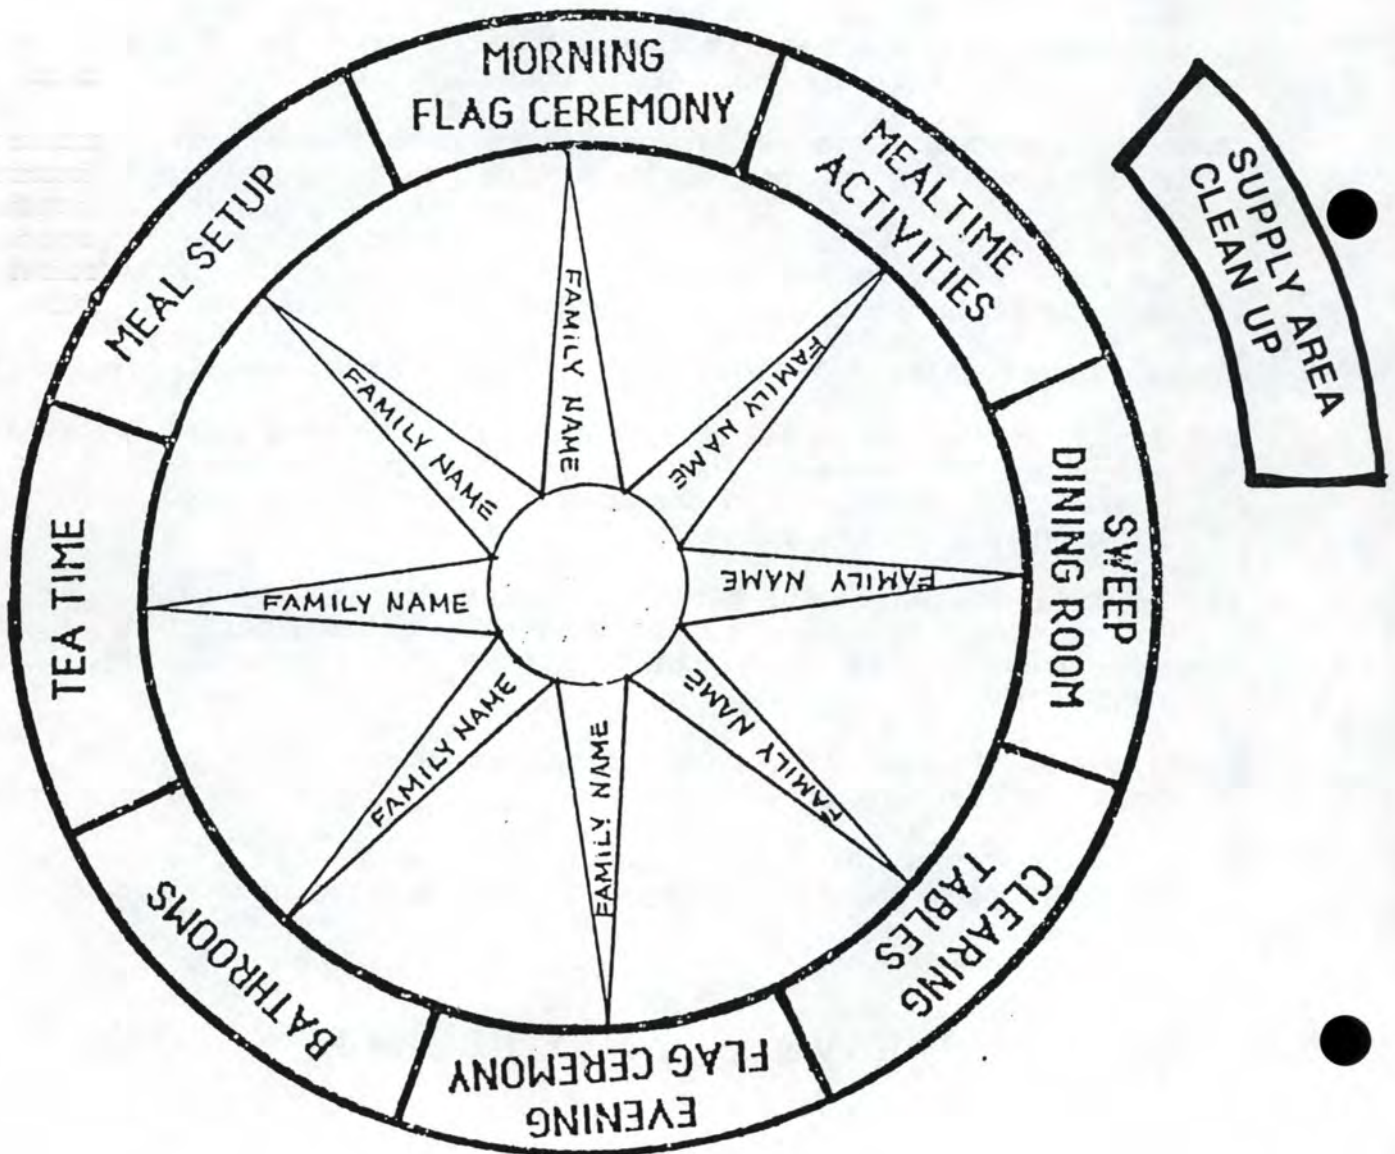 MORNING
FLAG CEREMONY
MEALTIME
ACTIVITIES
SWEEP
DINING ROOM
CLEARING
TABLES
EVENING
FLAG CEREMONY
BATHROOMS
TEA TIME
MEAL SETUP
SUPPLY AREA
CLEAN UP
FAMILY NAME
FAMILY NAME
FAMILY NAME
FAMILY NAME
FAMILY NAME
FAMILY NAME
FAMILY NAME
FAMILY NAME